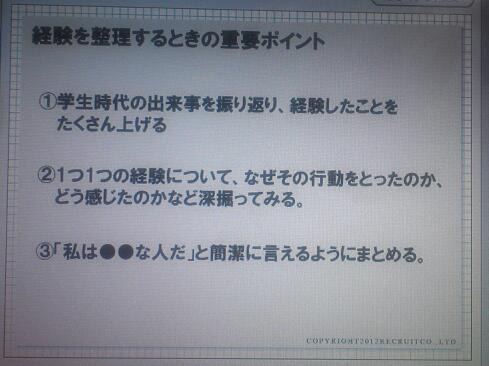 経験を整理するときの重要ポイント
①学生時代の出来事を振り返り、経験したことを
たくさん上げる
②1つ1つの経験について、なぜその行動をとったのか、
どう感じたのかなど深掘ってみる。
③「私は●●な人だ」と簡潔に言えるようにまとめる。
COPYRIGHT2012RECRUITCO.,LTD